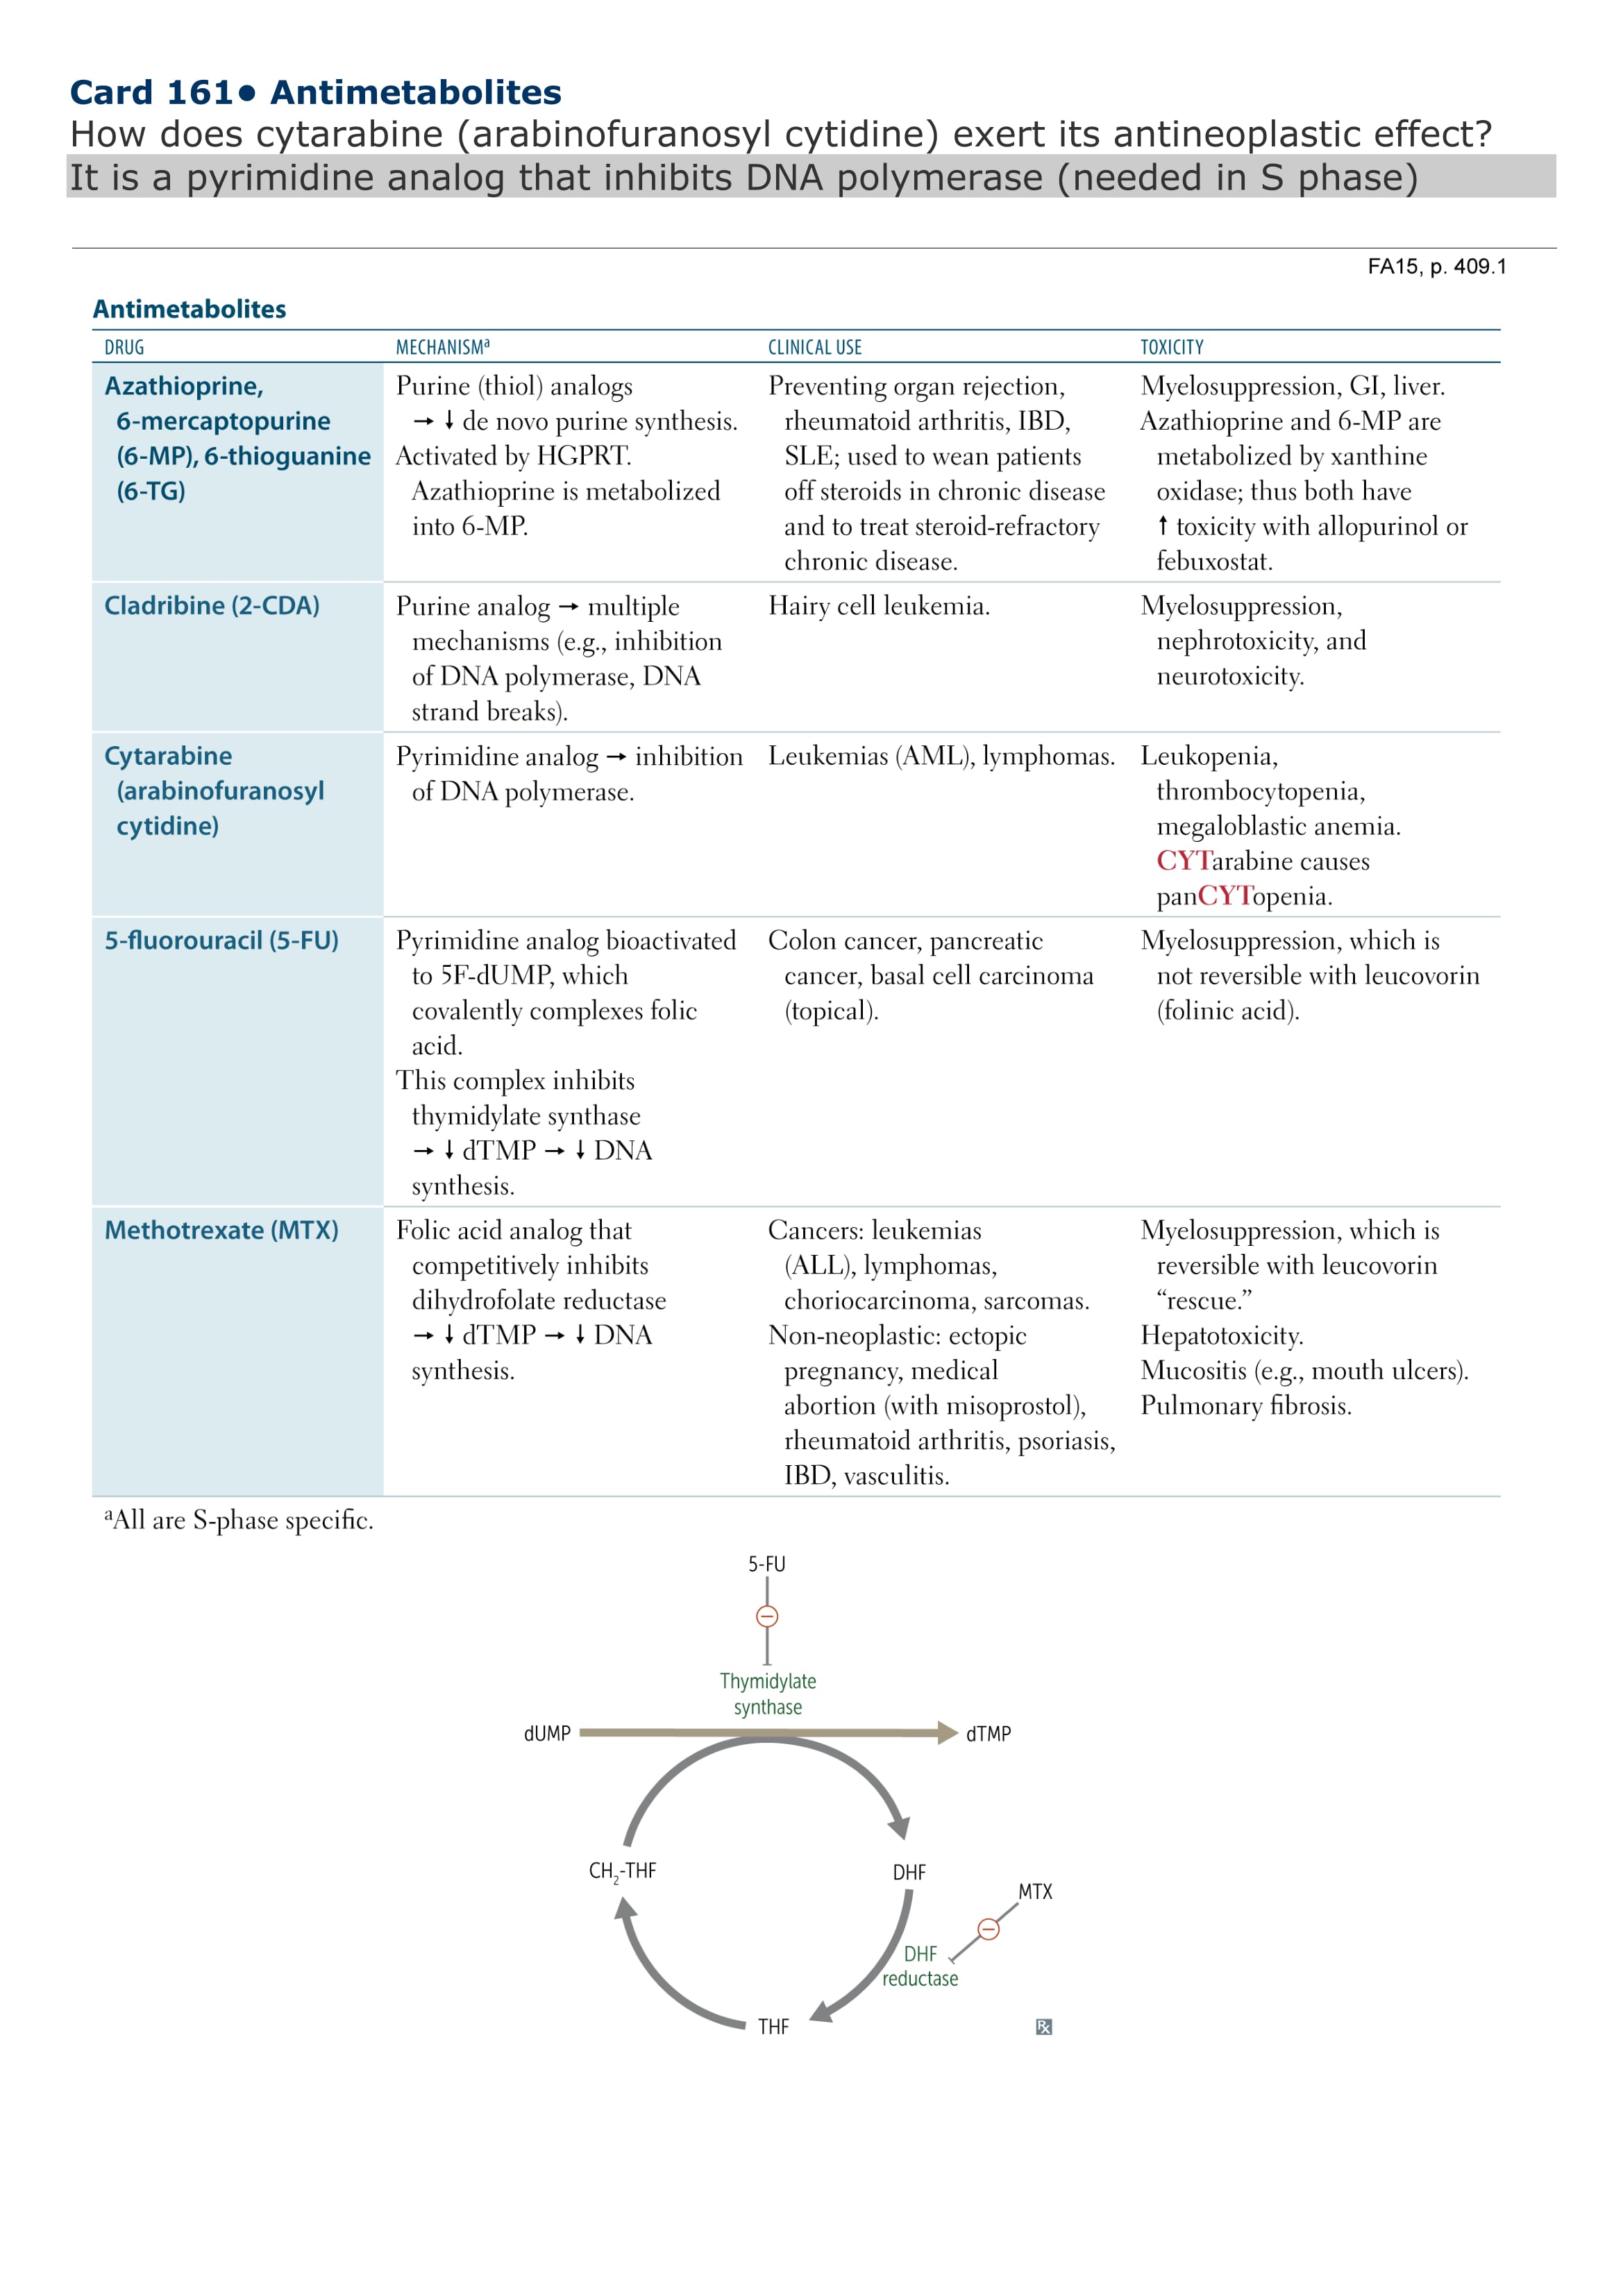 Card 161• Antimetabolites
How does cytarabine (arabinofuranosyl cytidine) exert its antineoplastic effect?
It is a pyrimidine analog that inhibits DNA polymerase (needed in S phase)
FA15, p. 409.1
Antimetabolites
DRUG
MECHANISMᵃ
CLINICAL USE
TOXICITY
Azathioprine,
6-mercaptopurine
(6-MP), 6-thioguanine
(6-TG)
Purine (thiol) analogs
→ ↓ de novo purine synthesis.
Activated by HGPRT.
Azathioprine is metabolized
into 6-MP.
Preventing organ rejection,
rheumatoid arthritis, IBD,
SLE; used to wean patients
off steroids in chronic disease
and to treat steroid-refractory
chronic disease.
Myelosuppression, GI, liver.
Azathioprine and 6-MP are
metabolized by xanthine
oxidase; thus both have
↑ toxicity with allopurinol or
febuxostat.
Cladribine (2-CDA)
Purine analog → multiple
mechanisms (e.g., inhibition
of DNA polymerase, DNA
strand breaks).
Hairy cell leukemia.
Myelosuppression,
nephrotoxicity, and
neurotoxicity.
Cytarabine
(arabinofuranosyl
cytidine)
Pyrimidine analog → inhibition
of DNA polymerase.
Leukemias (AML), lymphomas.
Leukopenia,
thrombocytopenia,
megaloblastic anemia.
CYTarabine causes
panCYTopenia.
5-fluorouracil (5-FU)
Pyrimidine analog bioactivated
to 5F-dUMP, which
covalently complexes folic
acid.
This complex inhibits
thymidylate synthase
→ ↓ dTMP → ↓ DNA
synthesis.
Colon cancer, pancreatic
cancer, basal cell carcinoma
(topical).
Myelosuppression, which is
not reversible with leucovorin
(folinic acid).
Methotrexate (MTX)
Folic acid analog that
competitively inhibits
dihydrofolate reductase
→ ↓ dTMP → ↓ DNA
synthesis.
Cancers: leukemias
(ALL), lymphomas,
choriocarcinoma, sarcomas.
Non-neoplastic: ectopic
pregnancy, medical
abortion (with misoprostol),
rheumatoid arthritis, psoriasis,
IBD, vasculitis.
Myelosuppression, which is
reversible with leucovorin
“rescue.”
Hepatotoxicity.
Mucositis (e.g., mouth ulcers).
Pulmonary fibrosis.
ᵃAll are S-phase specific.
5-FU
Thymidylate
synthase
dUMP
dTMP
CH₂-THF
DHF
MTX
DHF
reductase
THF
Rx